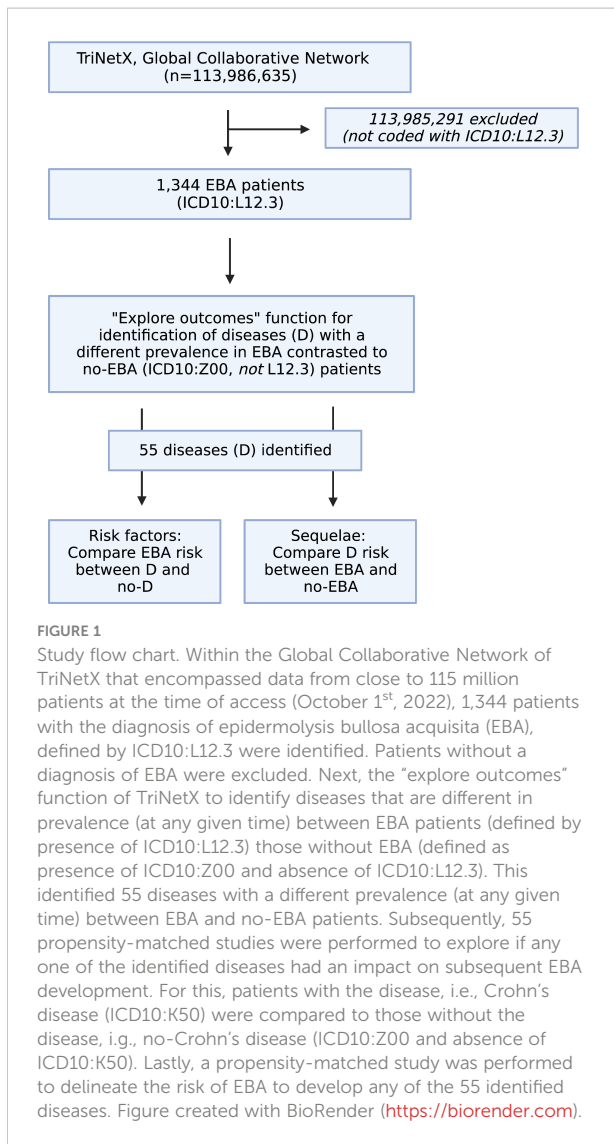 TriNetX, Global Collaborative Network
(n=113,986,635)
113,985,291 excluded
(not coded with ICD10:L12.3)
1,344 EBA patients
(ICD10:L12.3)
"Explore outcomes" function for
identification of diseases (D) with a
different prevalence in EBA contrasted to
no-EBA (ICD10:Z00, not L12.3) patients
55 diseases (D) identified
Risk factors:
Compare EBA risk
between D and
no-D
Sequelae:
Compare D risk
between EBA and
no-EBA
FIGURE 1
Study flow chart. Within the Global Collaborative Network of
TriNetX that encompassed data from close to 115 million
patients at the time of access (October 1st, 2022), 1,344 patients
with the diagnosis of epidermolysis bullosa acquisita (EBA),
defined by ICD10:L12.3 were identified. Patients without a
diagnosis of EBA were excluded. Next, the "explore outcomes"
function of TriNetX to identify diseases that are different in
prevalence (at any given time) between EBA patients (defined by
presence of ICD10:L12.3) those without EBA (defined as
presence of ICD10:Z00 and absence of ICD10:L12.3). This
identified 55 diseases with a different prevalence (at any given
time) between EBA and no-EBA patients. Subsequently, 55
propensity-matched studies were performed to explore if any
one of the identified diseases had an impact on subsequent EBA
development. For this, patients with the disease, i.e., Crohn's
disease (ICD10:K50) were compared to those without the
disease, i.g., no-Crohn's disease (ICD10:Z00 and absence of
ICD10:K50). Lastly, a propensity-matched study was performed
to delineate the risk of EBA to develop any of the 55 identified
diseases. Figure created with BioRender (https://biorender.com).